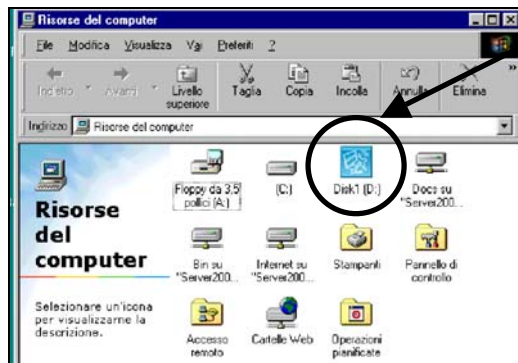 Risorse del computer
File Modifica Visualizza Vai Preferiti ?
Indietro Avanti Livello superiore Taglia Copia Incolla Annulla Elimina »
Indirizzo Risorse del computer
Risorse
del
computer
Selezionare un'icona
per visualizzarne la
descrizione.
Floppy da 3,5
pollici (A:)
(C:)
Disk1 (D:)
Docs su
"Server200...
Bin su
"Server200...
Internet su
"Server200...
Stampanti
Pannello di
controllo
Accesso
remoto
Cartelle Web
Operazioni
pianificate